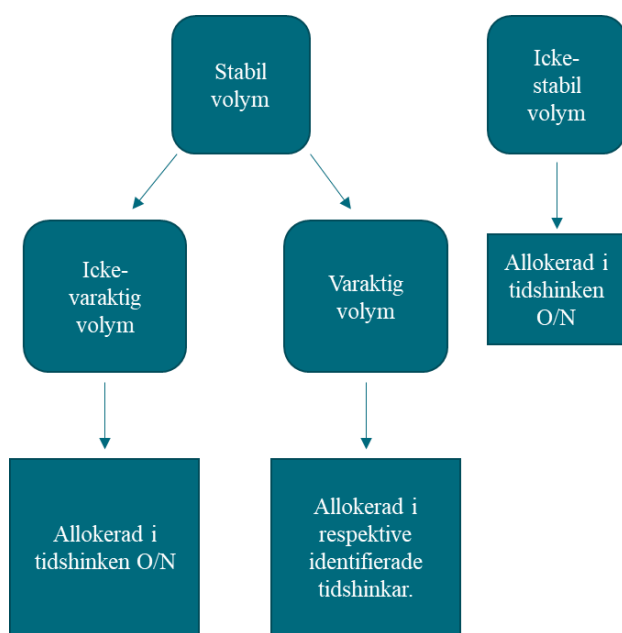 Stabil
volym
Icke-
stabil
volym
Icke-
varaktig
volym
Varaktig
volym
Allokerad i
tidshinken
O/N
Allokerad i
tidshinken O/N
Allokerad i
respektive
identifierade
tidshinkar.